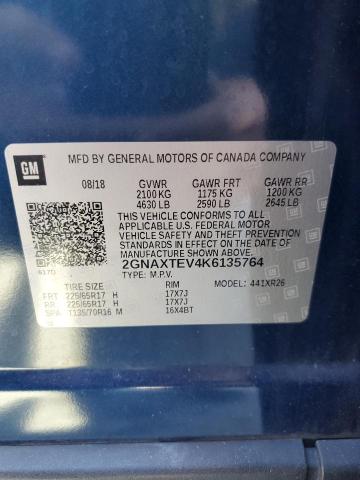 GM
MFD BY GENERAL MOTORS OF CANADA COMPANY
08/18 GVWR GAWR FRT GAWR RR
2100 KG 1175 KG 1200 KG
4630 LB 2590 LB 2645 LB
THIS VEHICLE CONFORMS TO ALL
APPLICABLE U.S. FEDERAL MOTOR
VEHICLE SAFETY AND THEFT
PREVENTION STANDARDS IN EFFECT
ON THE DATE OF MANUFACTURE
SHOWN ABOVE.
2GNAXTEV4K6135764
TYPE: M.P.V.
TIRE SIZE RIM MODEL: 441XR26
FRT 225/65R17 H 17X7J
RR 225/65R17 H 17X7J
SPA T135/70R16 M 16X4BT